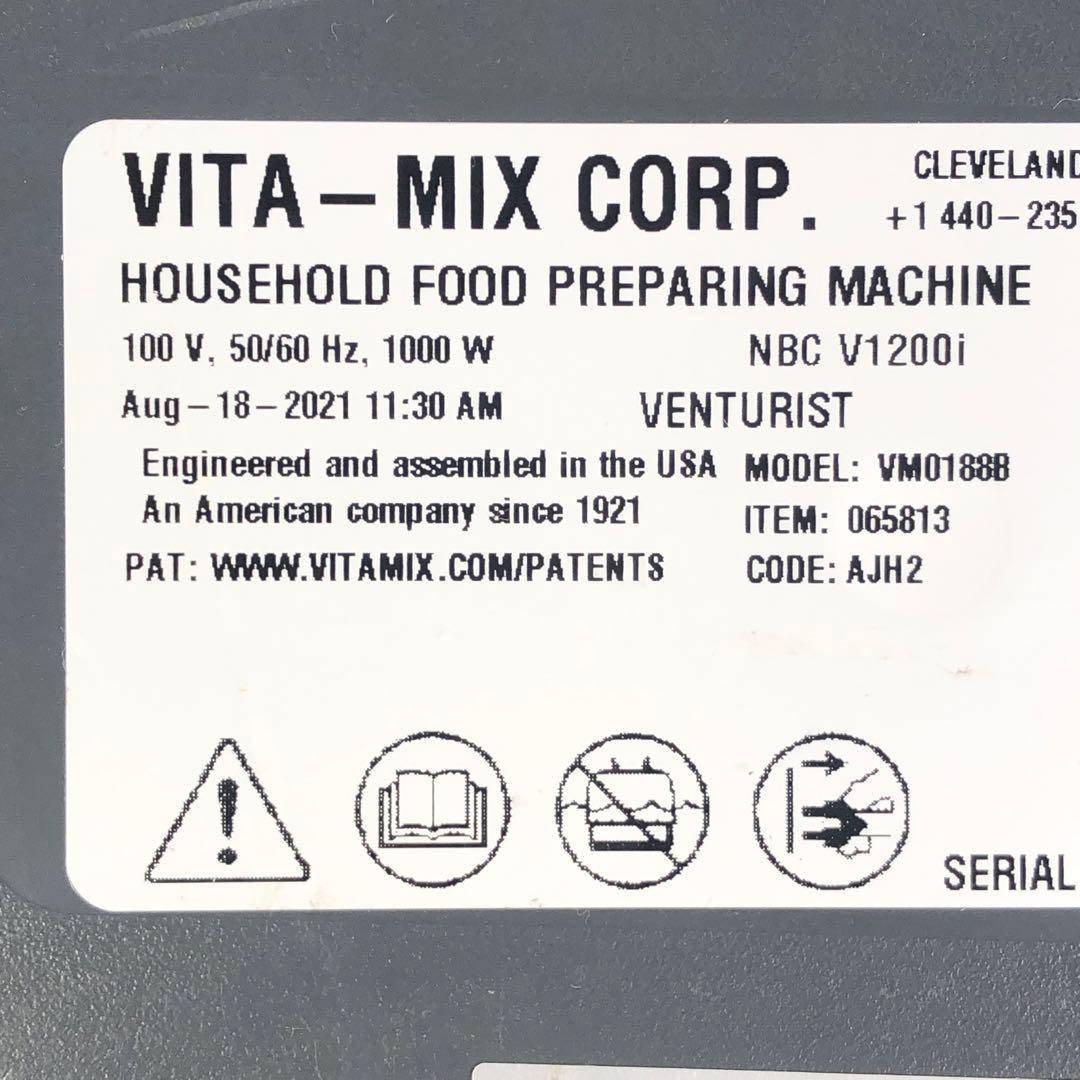 VITA-MIX CORP.
CLEVELAND
+1 440-235
HOUSEHOLD FOOD PREPARING MACHINE
100 V, 50/60 Hz, 1000 W
NBC V1200i
Aug-18-2021 11:30 AM
VENTURIST
Engineered and assembled in the USA
MODEL: VM0188B
An American company since 1921
ITEM: 065813
PAT: WWW.VITAMIX.COM/PATENTS
CODE: AJH2
SERIAL